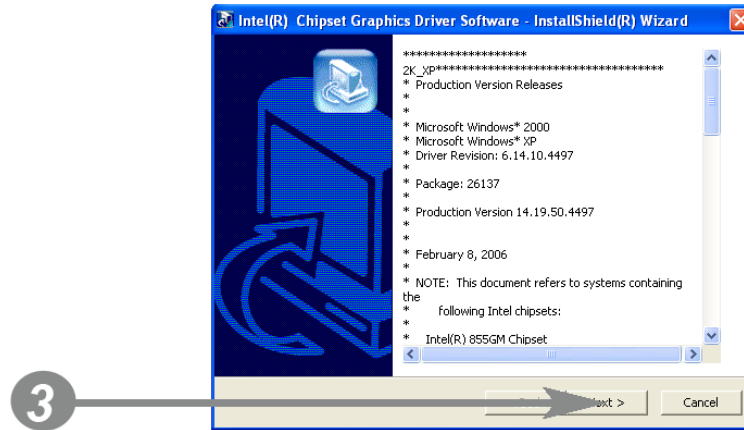 Intel(R) Chipset Graphics Driver Software - InstallShield(R) Wizard
*******************
2K_XP***********************************
* Production Version Releases
*
*
* Microsoft Windows* 2000
* Microsoft Windows* XP
* Driver Revision: 6.14.10.4497
*
* Package: 26137
*
* Production Version 14.19.50.4497
*
*
* February 8, 2006
*
* NOTE: This document refers to systems containing
the
* following Intel chipsets:
*
* Intel(R) 855GM Chipset
3
Cancel